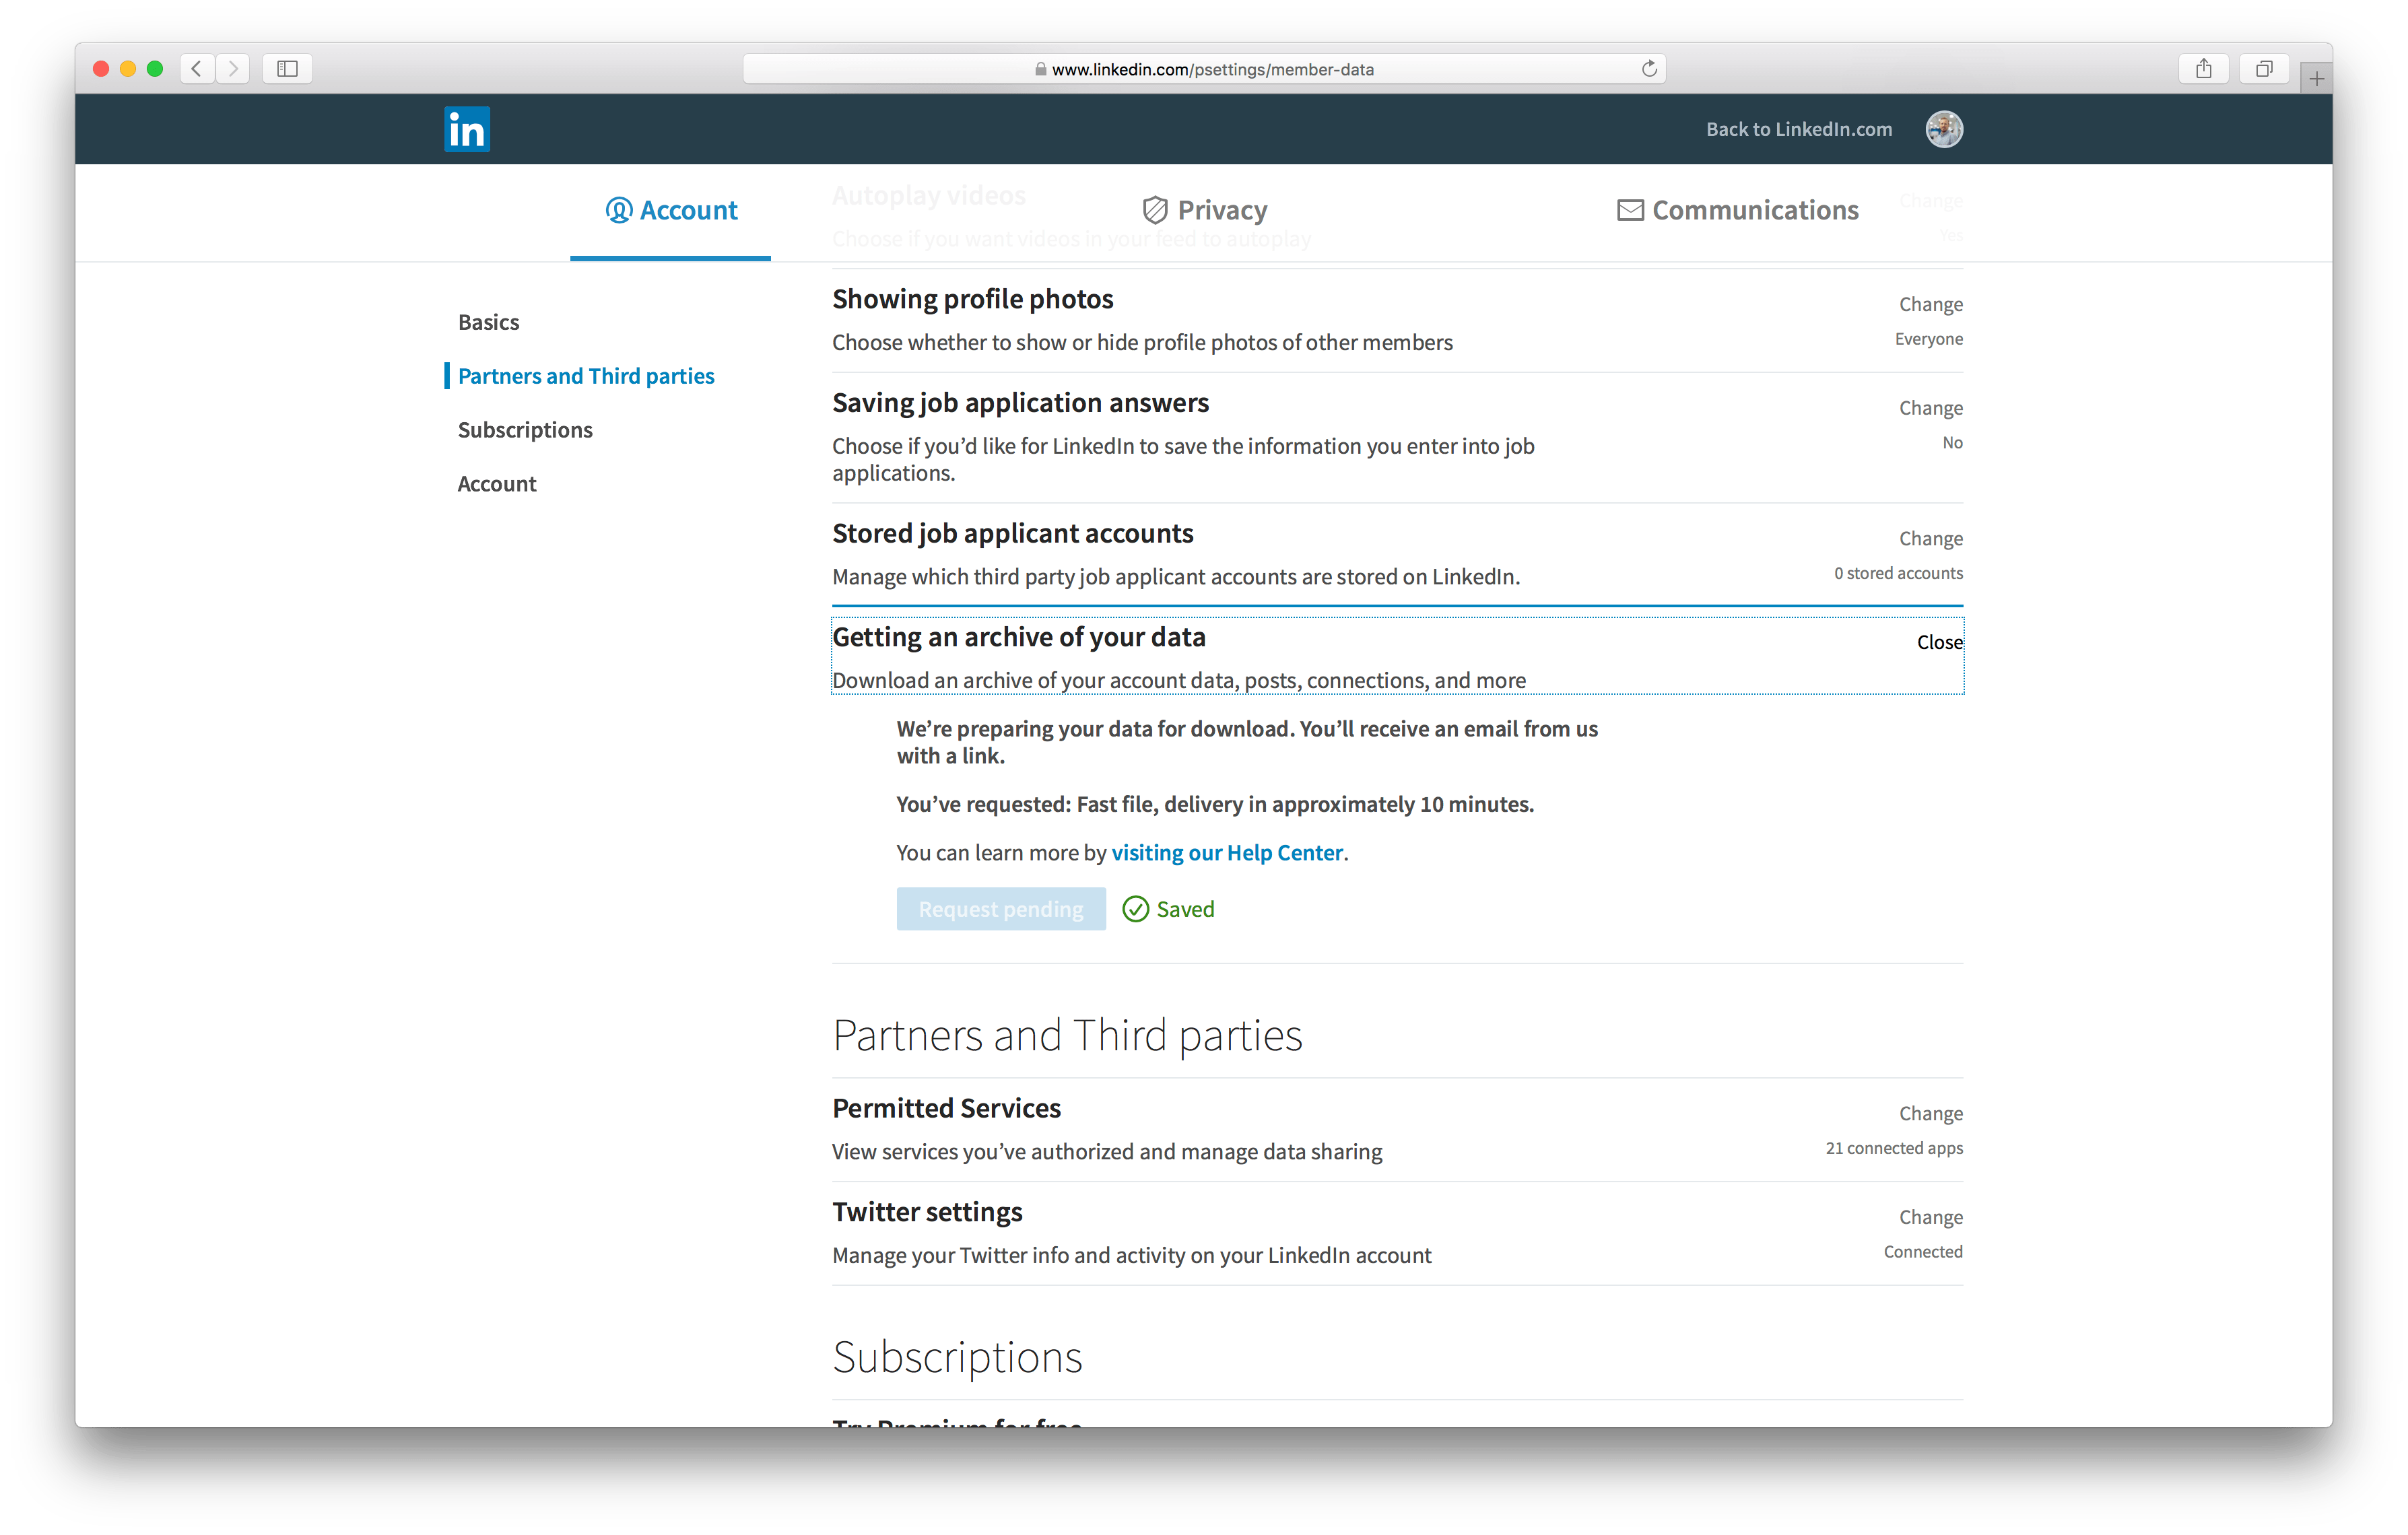 www.linkedin.com/psettings/member-data
in
Back to LinkedIn.com
Account
Privacy
Communications
Autoplay videos
Change
Choose if you want videos in your feed to autoplay
Yes
Basics
Partners and Third parties
Subscriptions
Account
Showing profile photos
Change
Choose whether to show or hide profile photos of other members
Everyone
Saving job application answers
Change
Choose if you’d like for LinkedIn to save the information you enter into job
applications.
No
Stored job applicant accounts
Change
Manage which third party job applicant accounts are stored on LinkedIn.
0 stored accounts
Getting an archive of your data
Close
Download an archive of your account data, posts, connections, and more
We’re preparing your data for download. You’ll receive an email from us
with a link.
You’ve requested: Fast file, delivery in approximately 10 minutes.
You can learn more by visiting our Help Center.
Request pending
Saved
Partners and Third parties
Permitted Services
Change
View services you’ve authorized and manage data sharing
21 connected apps
Twitter settings
Change
Manage your Twitter info and activity on your LinkedIn account
Connected
Subscriptions
Try Premium for free